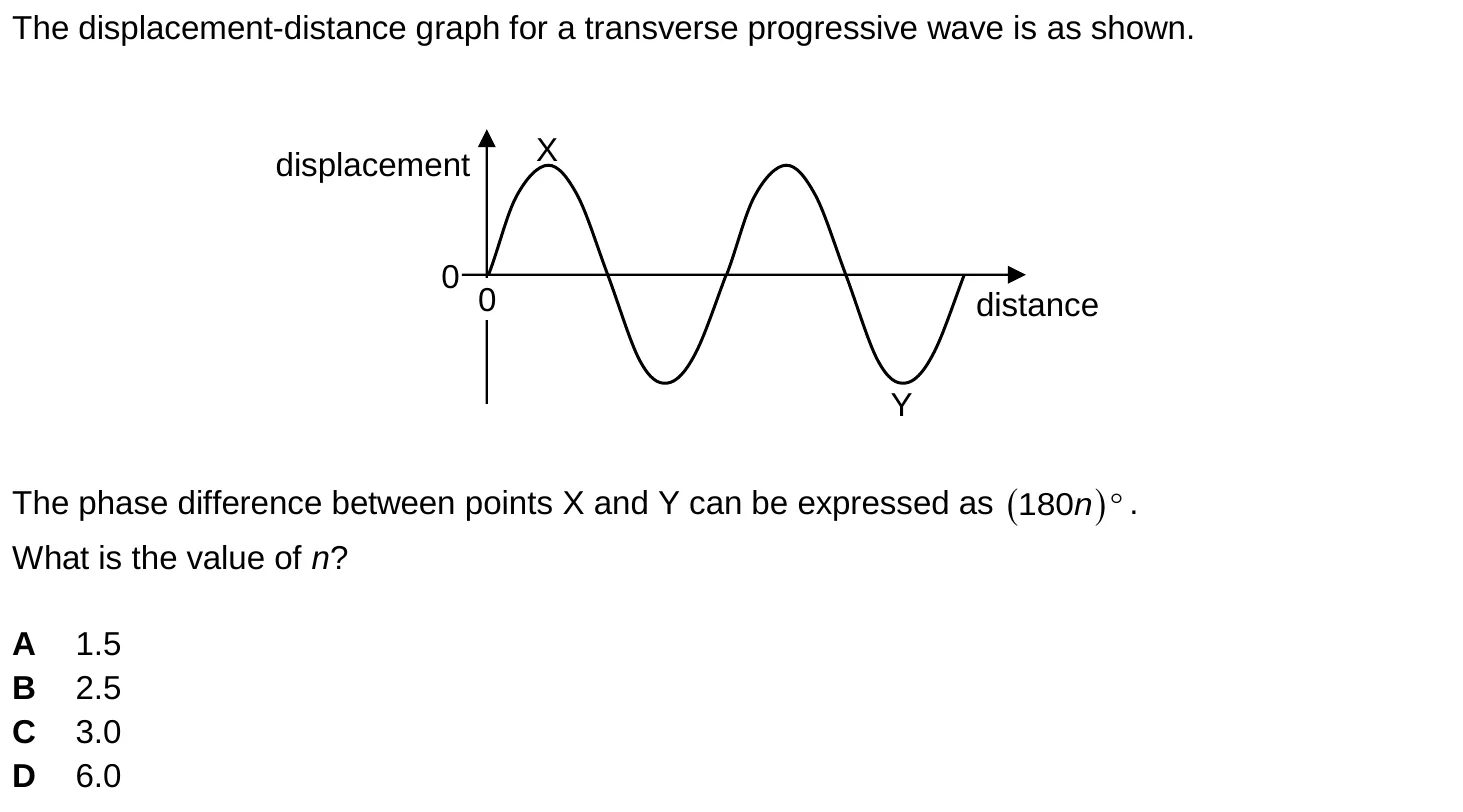 The displacement-distance graph for a transverse progressive wave is as shown.
X
displacement
0
0
distance
Y
The phase difference between points X and Y can be expressed as (180n)°.
What is the value of n?
A 1.5
B 2.5
C 3.0
D 6.0